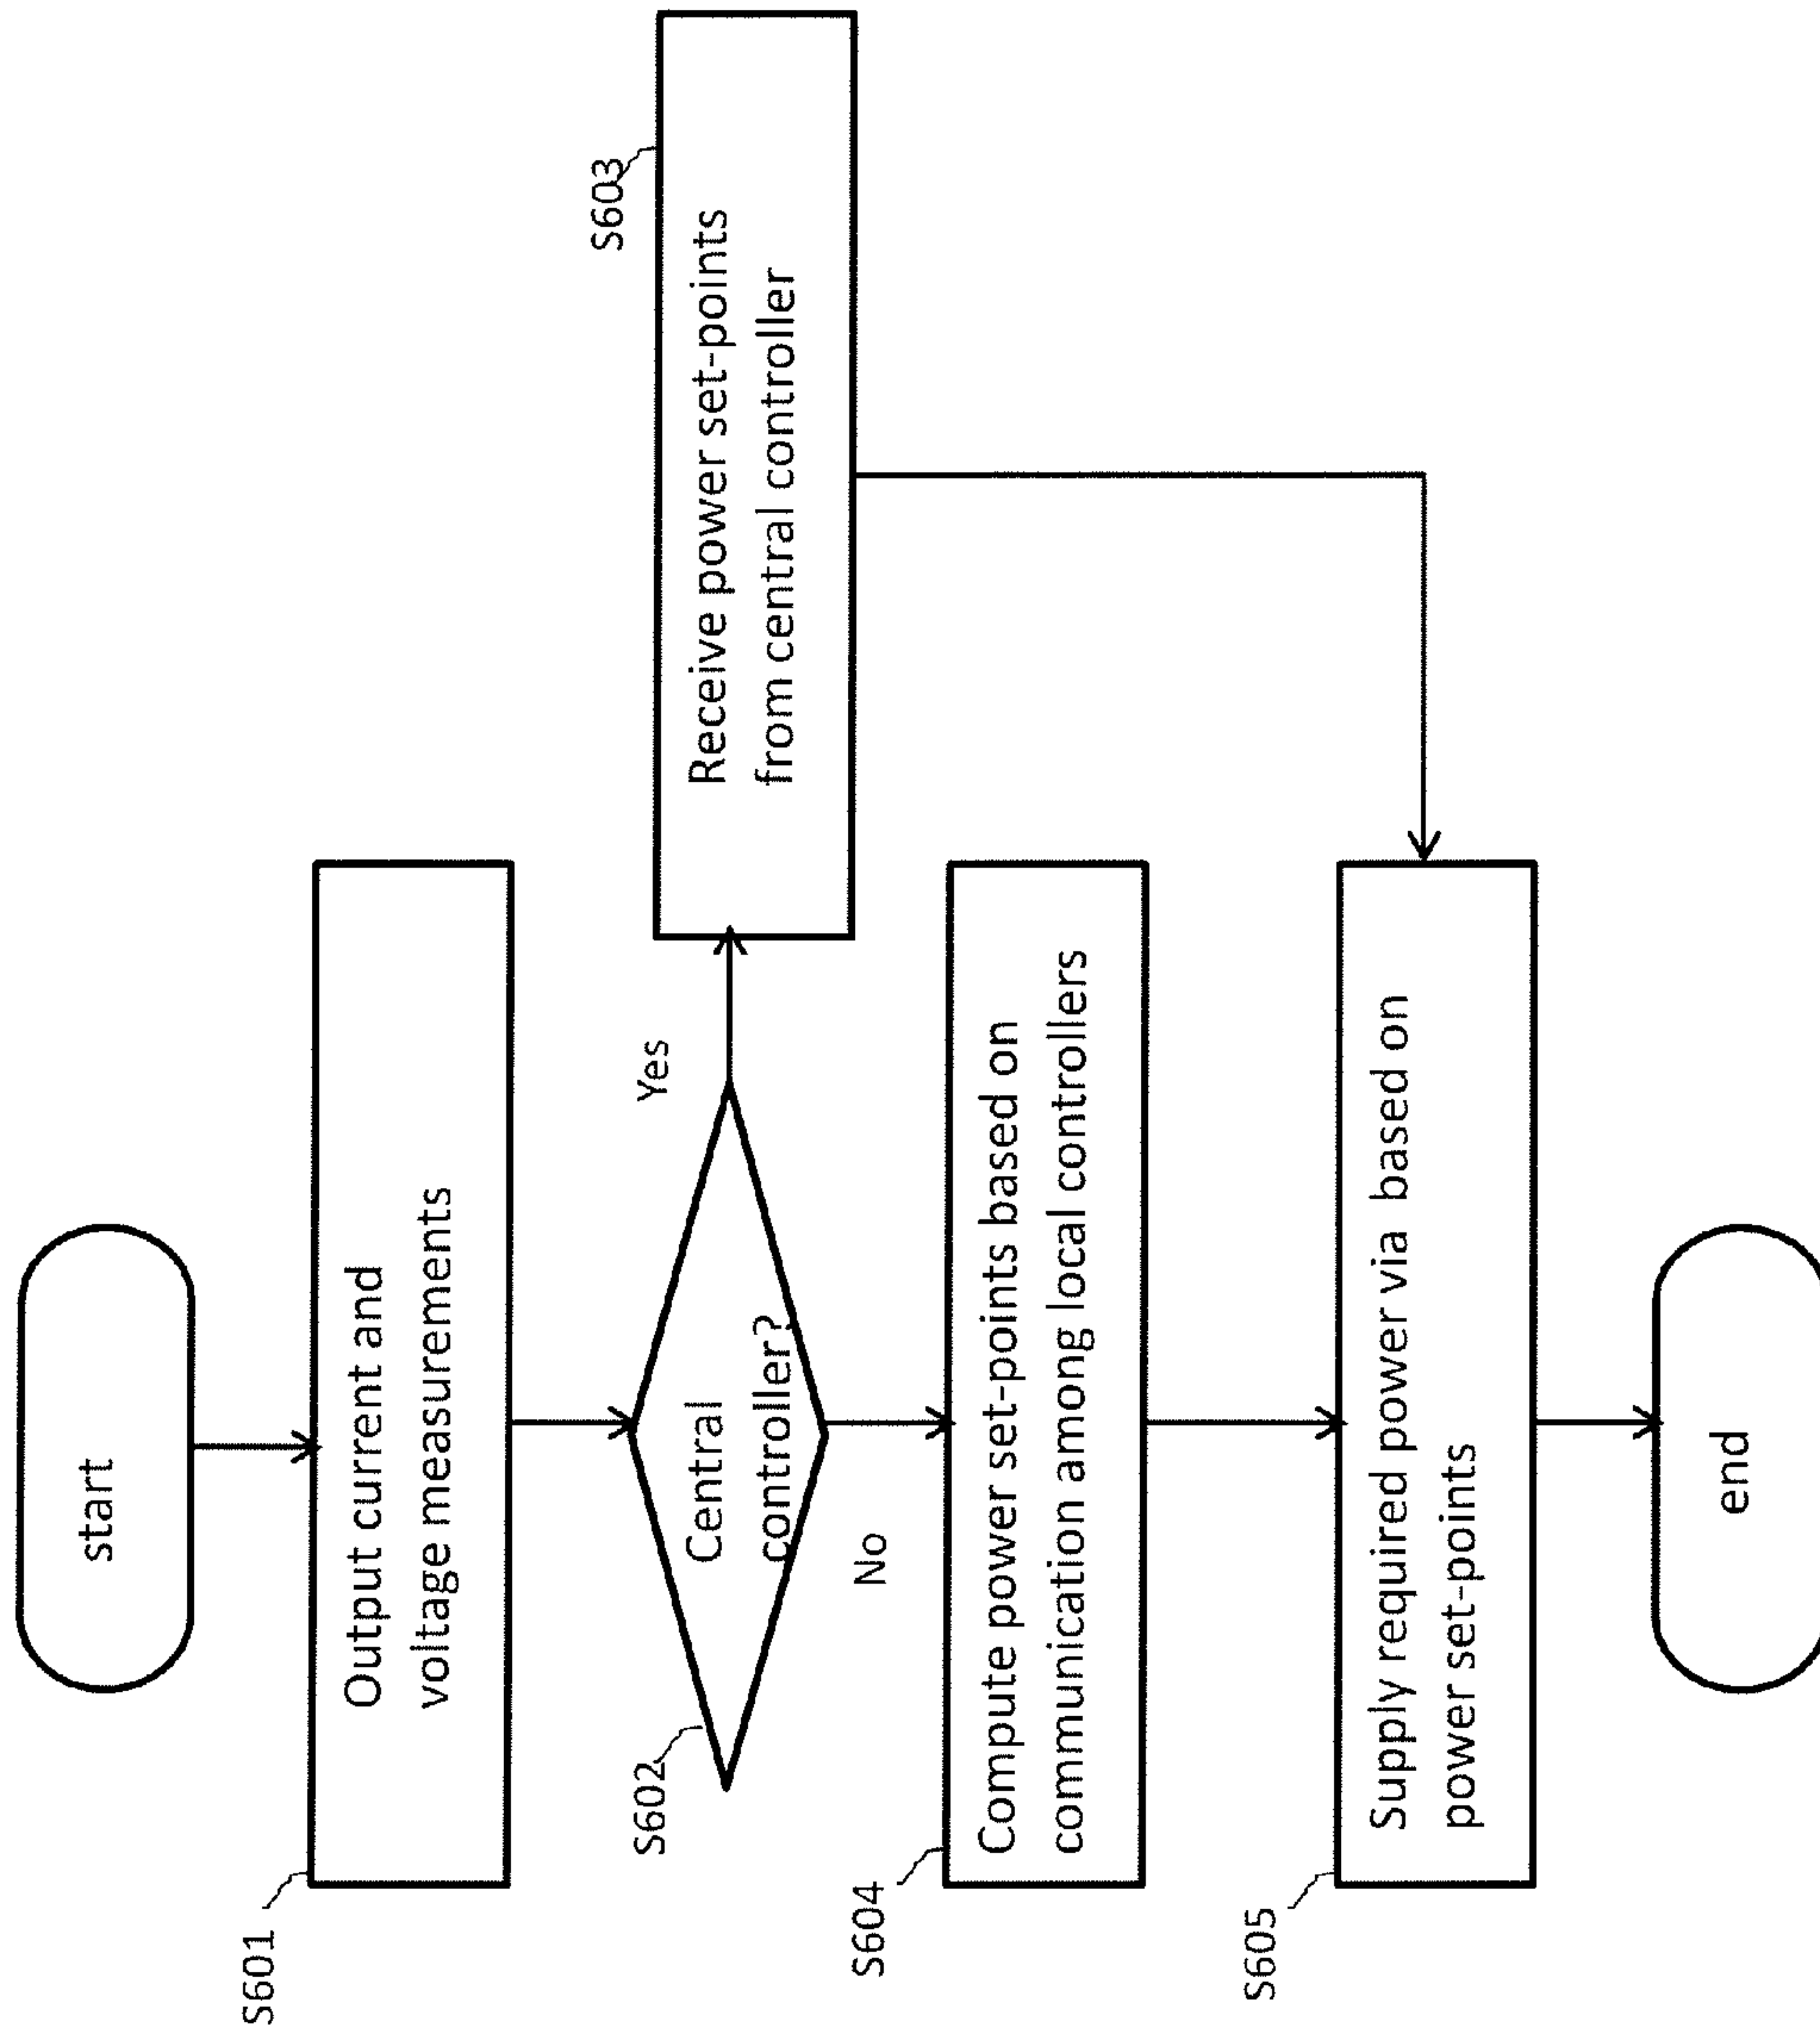 start
S601
Output current and
voltage measurements
S602
Central
controller?
Yes
S603
Receive power set-points
from central controller
No
S604
Compute power set-points based on
communication among local controllers
S605
Supply required power via based on
power set-points
end